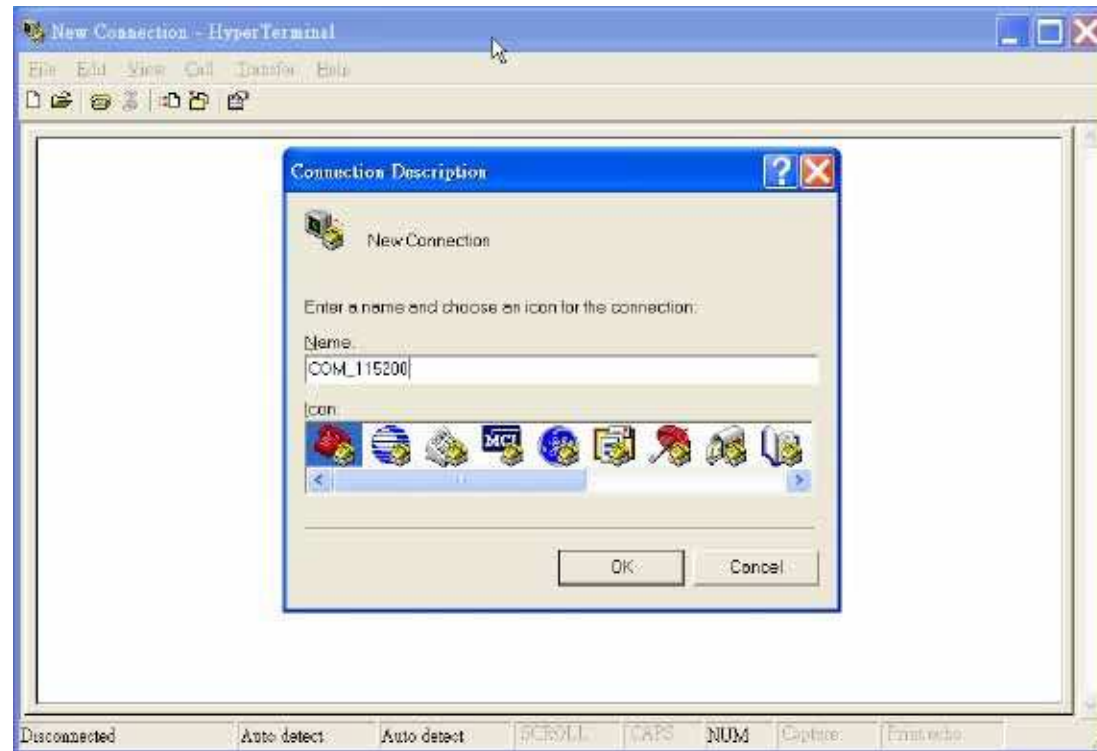 New Connection - HyperTerminal
File Edit View Call Transfer Help
Connection Description
New Connection
Enter a name and choose an icon for the connection:
Name:
COM_115200
Icon:
MCI
OK Cancel
Disconnected Auto detect Auto detect SCROLL CAPS NUM Capture Print echo